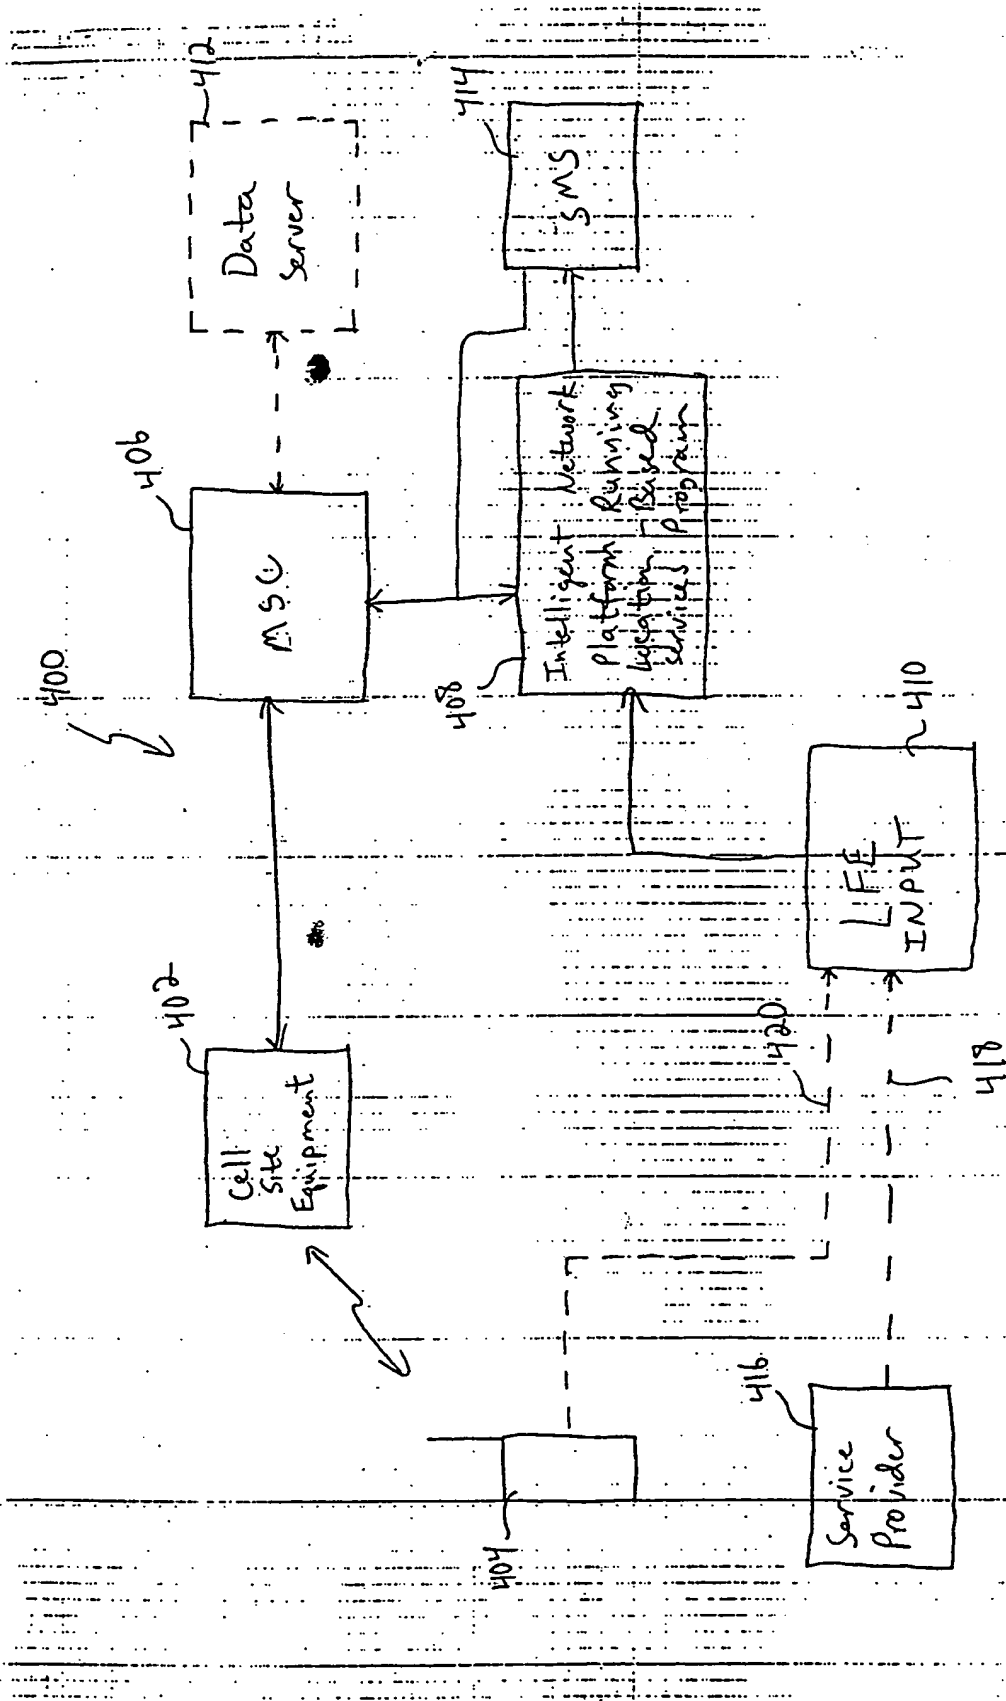 400
402
Cell
Site
Equipment
406
MSC
412
Data
Server
404
408
Intelligent Network
Platform Running
Location-Based
Services Program
414
SMS
416
Service
Provider
420
418
LFE
INPUT
410